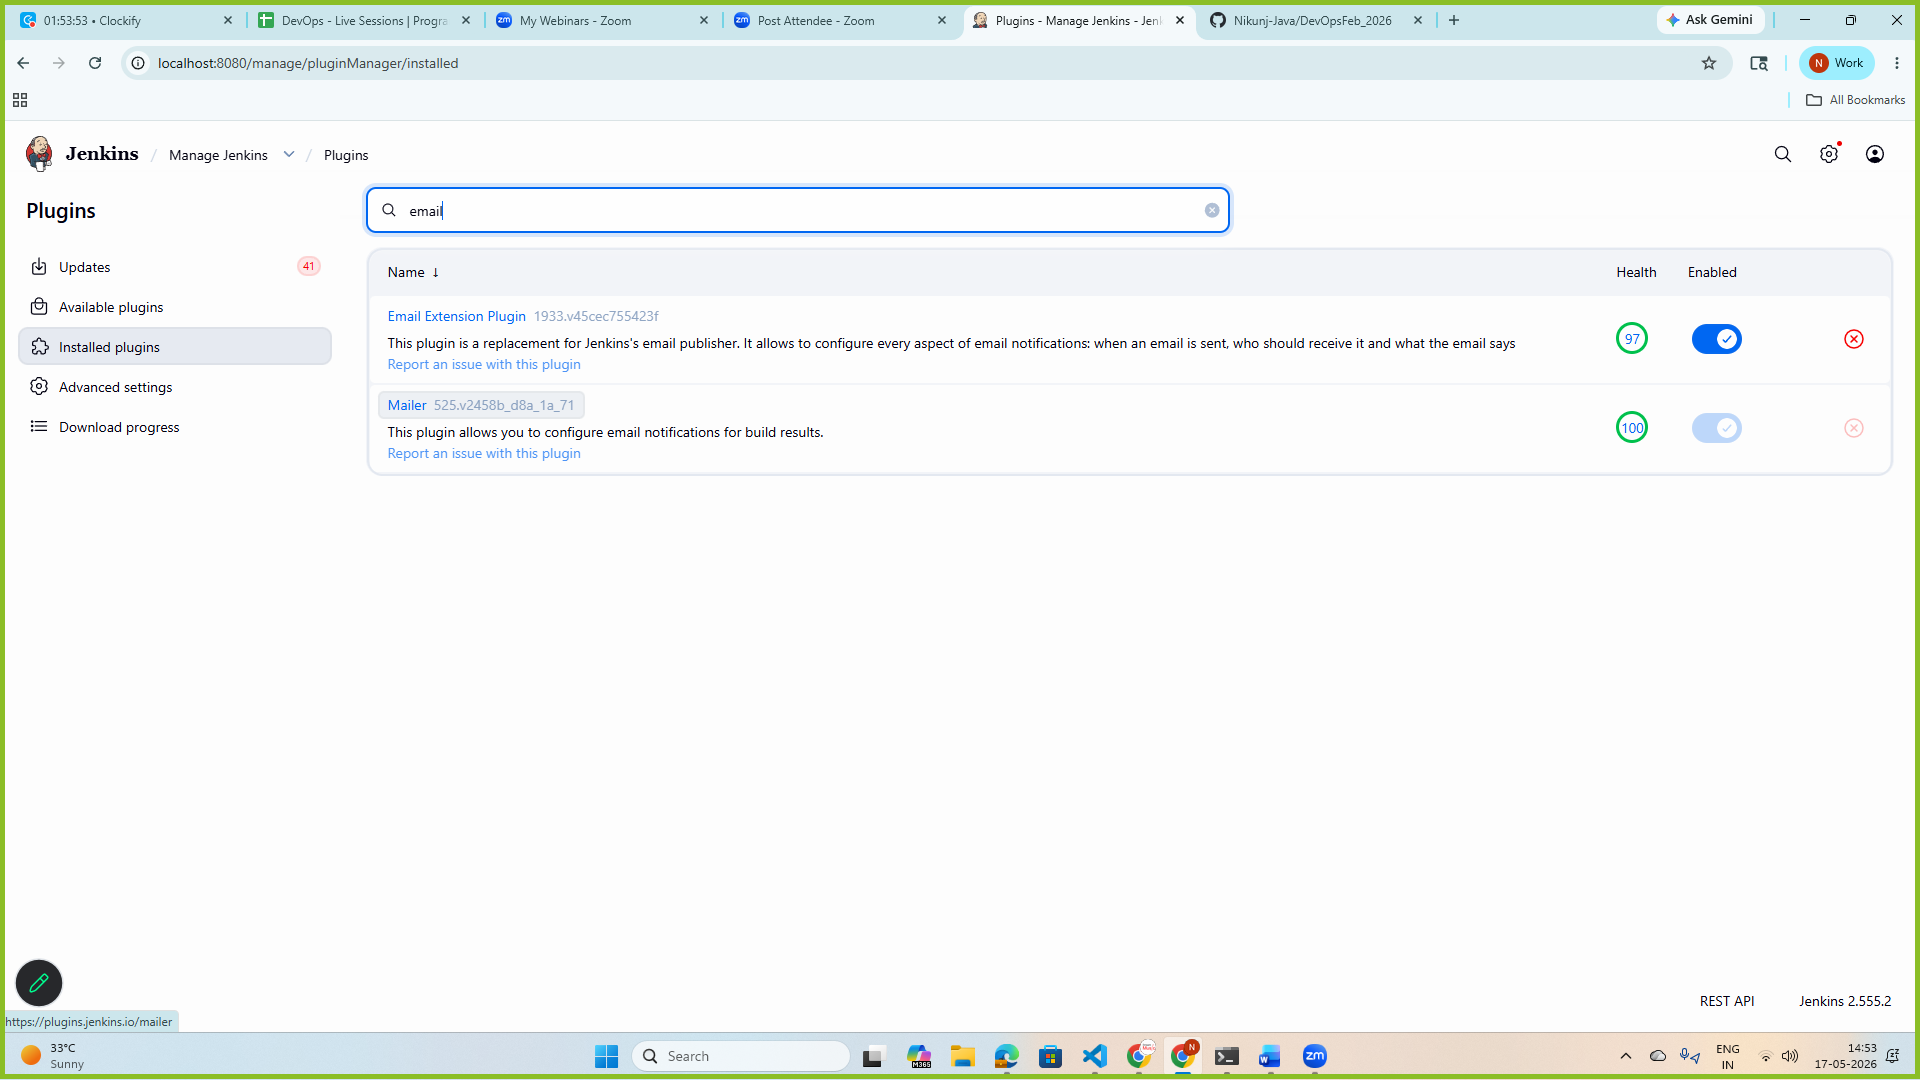 01:53:53 • Clockify
DevOps - Live Sessions | Progra
My Webinars - Zoom
Post Attendee - Zoom
Plugins - Manage Jenkins - Jenk
Nikunj-Java/DevOpsFeb_2026
Ask Gemini
localhost:8080/manage/pluginManager/installed
N
Work
All Bookmarks
Jenkins / Manage Jenkins / Plugins
Plugins
email
Updates
41
Available plugins
Installed plugins
Advanced settings
Download progress
Name ↓
Health
Enabled
Email Extension Plugin 1933.v45cec755423f
This plugin is a replacement for Jenkins's email publisher. It allows to configure every aspect of email notifications: when an email is sent, who should receive it and what the email says
Report an issue with this plugin
97
Mailer 525.v2458b_d8a_1a_71
This plugin allows you to configure email notifications for build results.
Report an issue with this plugin
100
REST API
Jenkins 2.555.2
https://plugins.jenkins.io/mailer
33°C
Sunny
Search
M365
N
zm
ENG
IN
14:53
17-05-2026